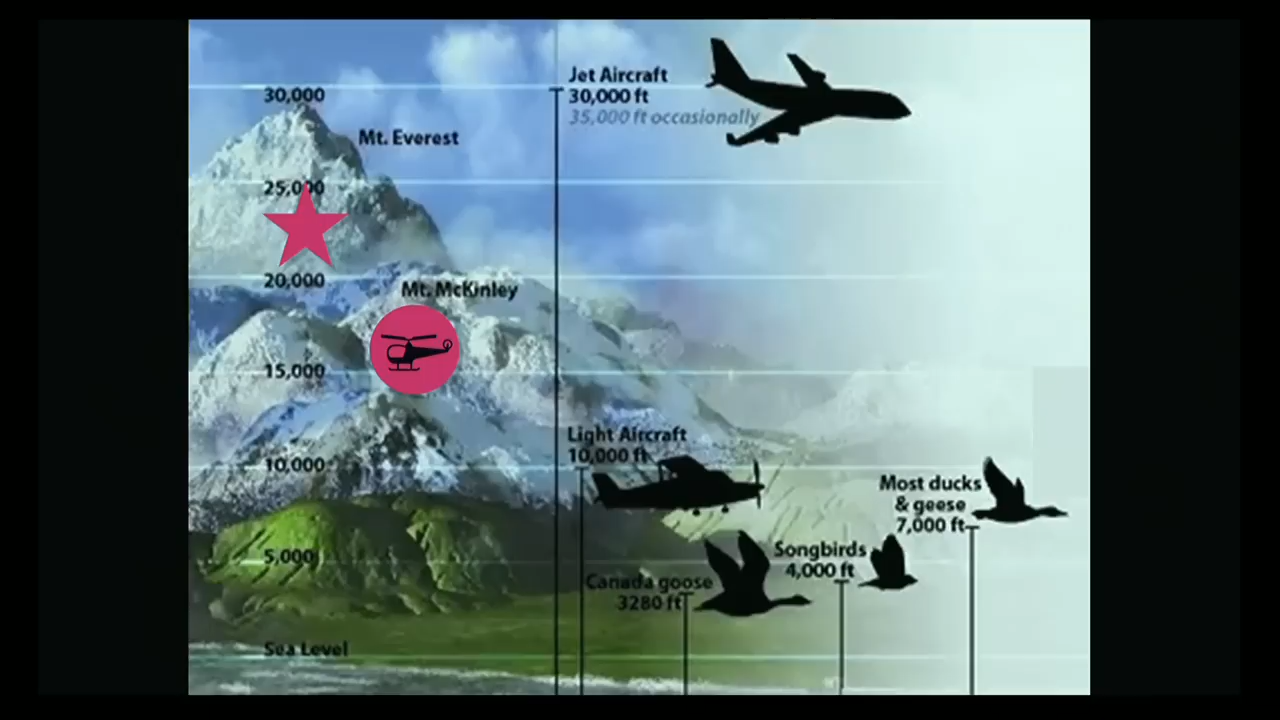 30,000
Mt. Everest
25,000
20,000
Mt. McKinley
15,000
10,000
5,000
Sea Level
Jet Aircraft
30,000 ft
35,000 ft occasionally
Light Aircraft
10,000 ft
Most ducks
& geese
7,000 ft
Songbirds
4,000 ft
Canada goose
3280 ft